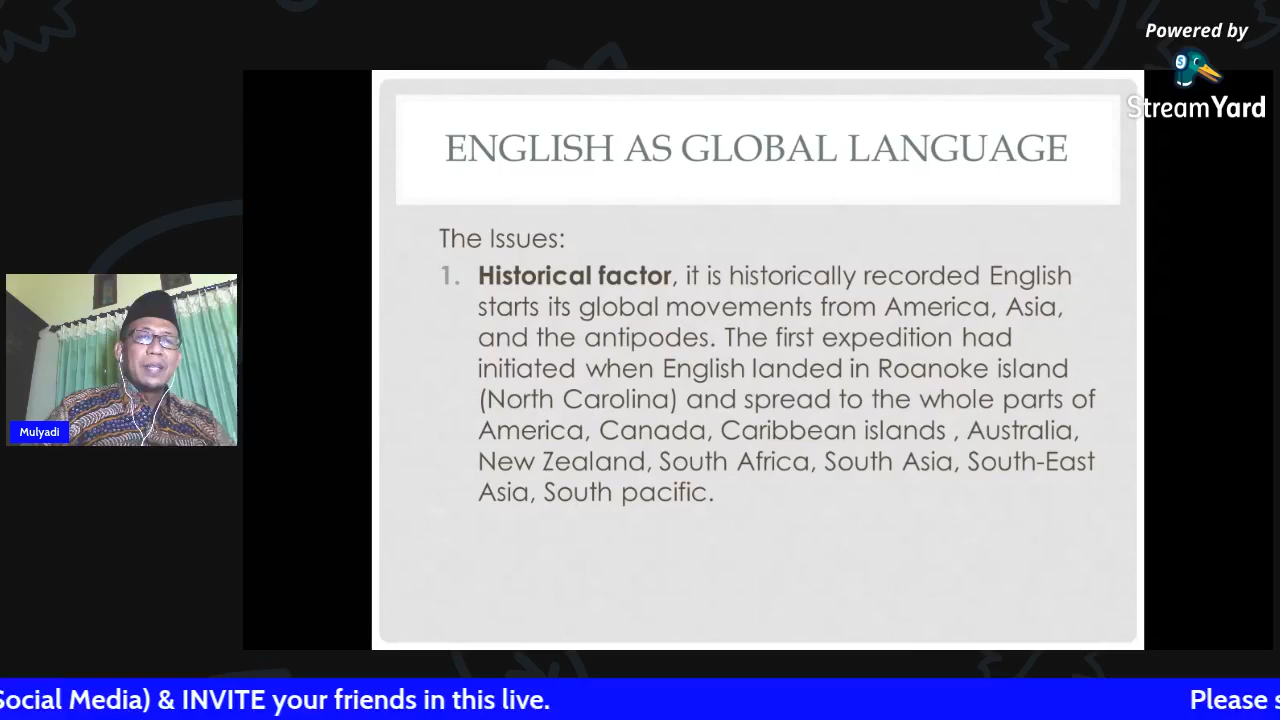 Powered by
StreamYard
ENGLISH AS GLOBAL LANGUAGE
The Issues:
1. Historical factor, it is historically recorded English
starts its global movements from America, Asia,
and the antipodes. The first expedition had
initiated when English landed in Roanoke island
(North Carolina) and spread to the whole parts of
America, Canada, Caribbean islands , Australia,
New Zealand, South Africa, South Asia, South-East
Asia, South pacific.
Mulyadi
Social Media) & INVITE your friends in this live. Please s